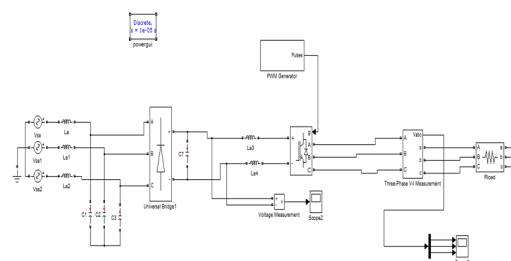 Discrete,
s = 1e-05 s
powergui
Pulses
PWM Generator
Vsa
La
Vsa1
La1
Vsa2
La2
A
B
C
+
-
Universal Bridge1
C1
C2
C3
La3
La4
+
-
g
A
B
C
Vabc
A
B
C
a
b
c
Three-Phase V-I Measurement
A
B
C
Rload
+
-
v
Voltage Measurement
Scope2